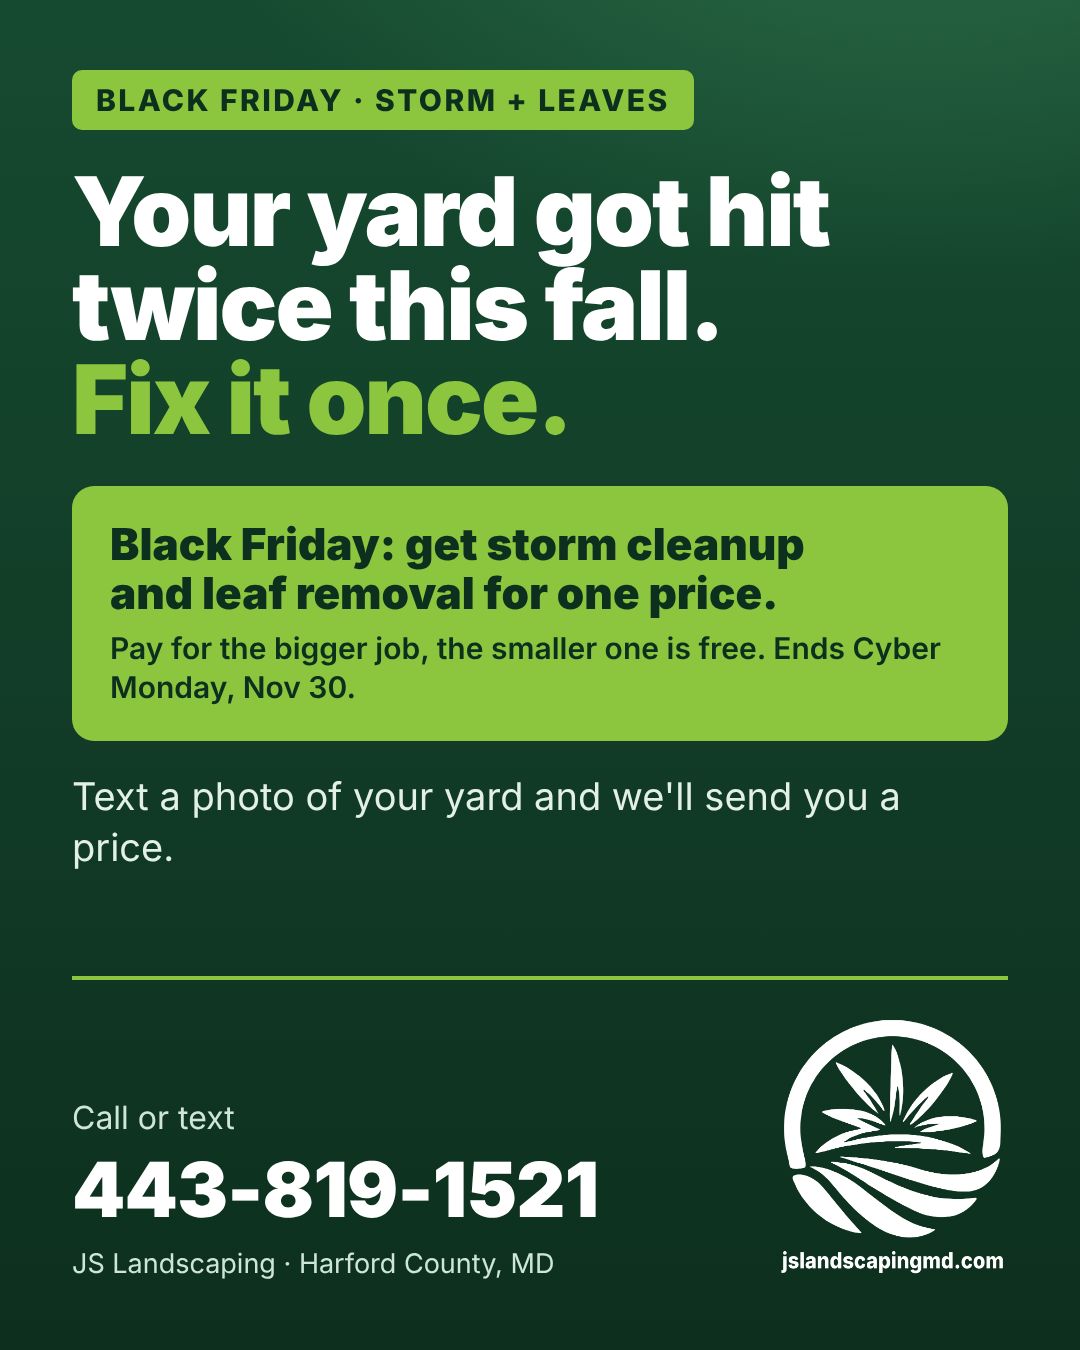 BLACK FRIDAY · STORM + LEAVES
Your yard got hit
twice this fall.
Fix it once.
Black Friday: get storm cleanup
and leaf removal for one price.
Pay for the bigger job, the smaller one is free. Ends Cyber
Monday, Nov 30.
Text a photo of your yard and we'll send you a
price.
Call or text
443-819-1521
JS Landscaping · Harford County, MD
jslandscapingmd.com